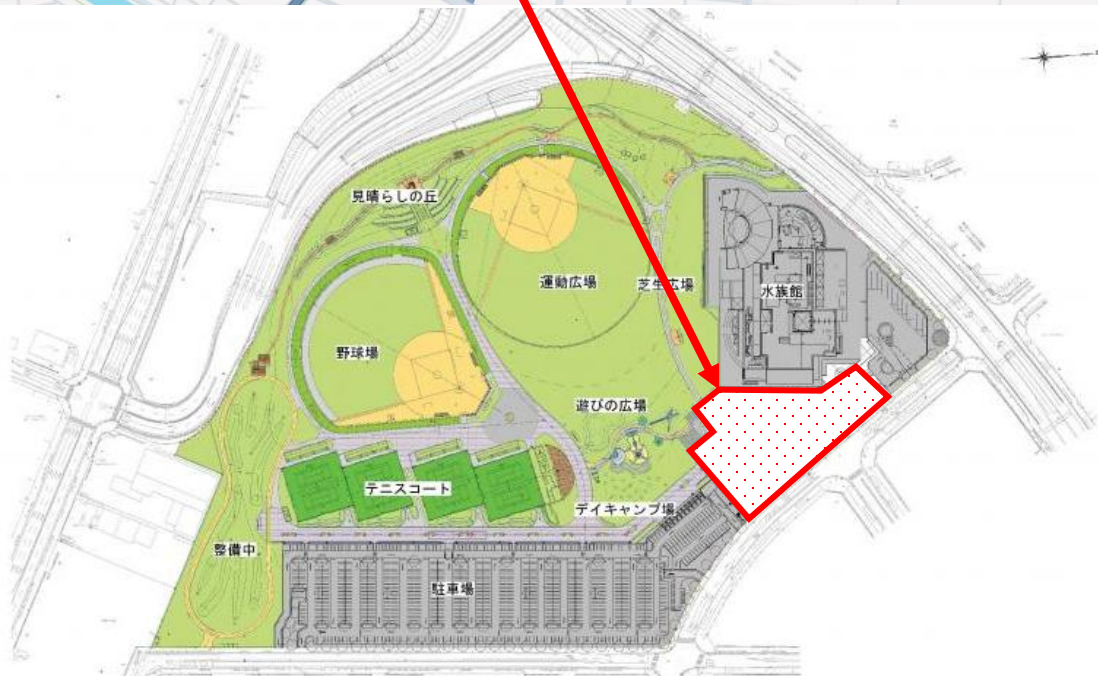 見晴らしの丘
運動広場
芝生広場
水族館
野球場
遊びの広場
テニスコート
デイキャンプ場
整備中
駐車場